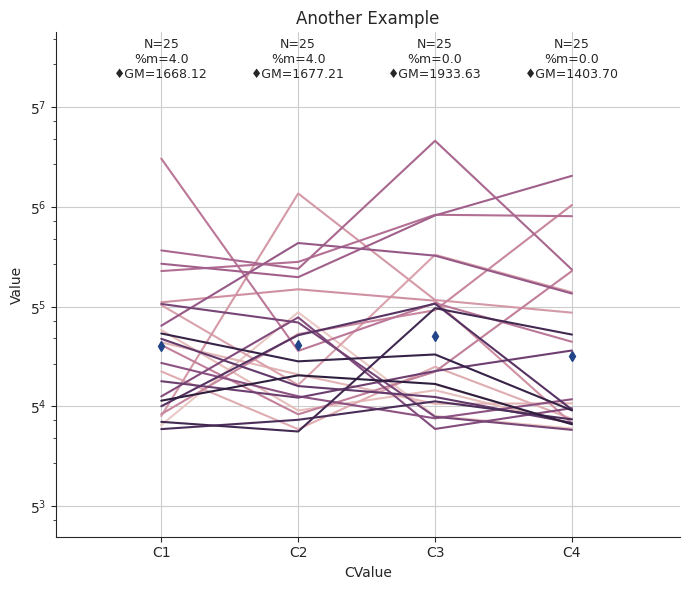 Another Example
N=25 N=25 N=25 N=25
%m=4.0 %m=4.0 %m=0.0 %m=0.0
♦GM=1668.12 ♦GM=1677.21 ♦GM=1933.63 ♦GM=1403.70
5⁷
5⁶
5⁵
5⁴
5³
Value
C1 C2 C3 C4
CValue